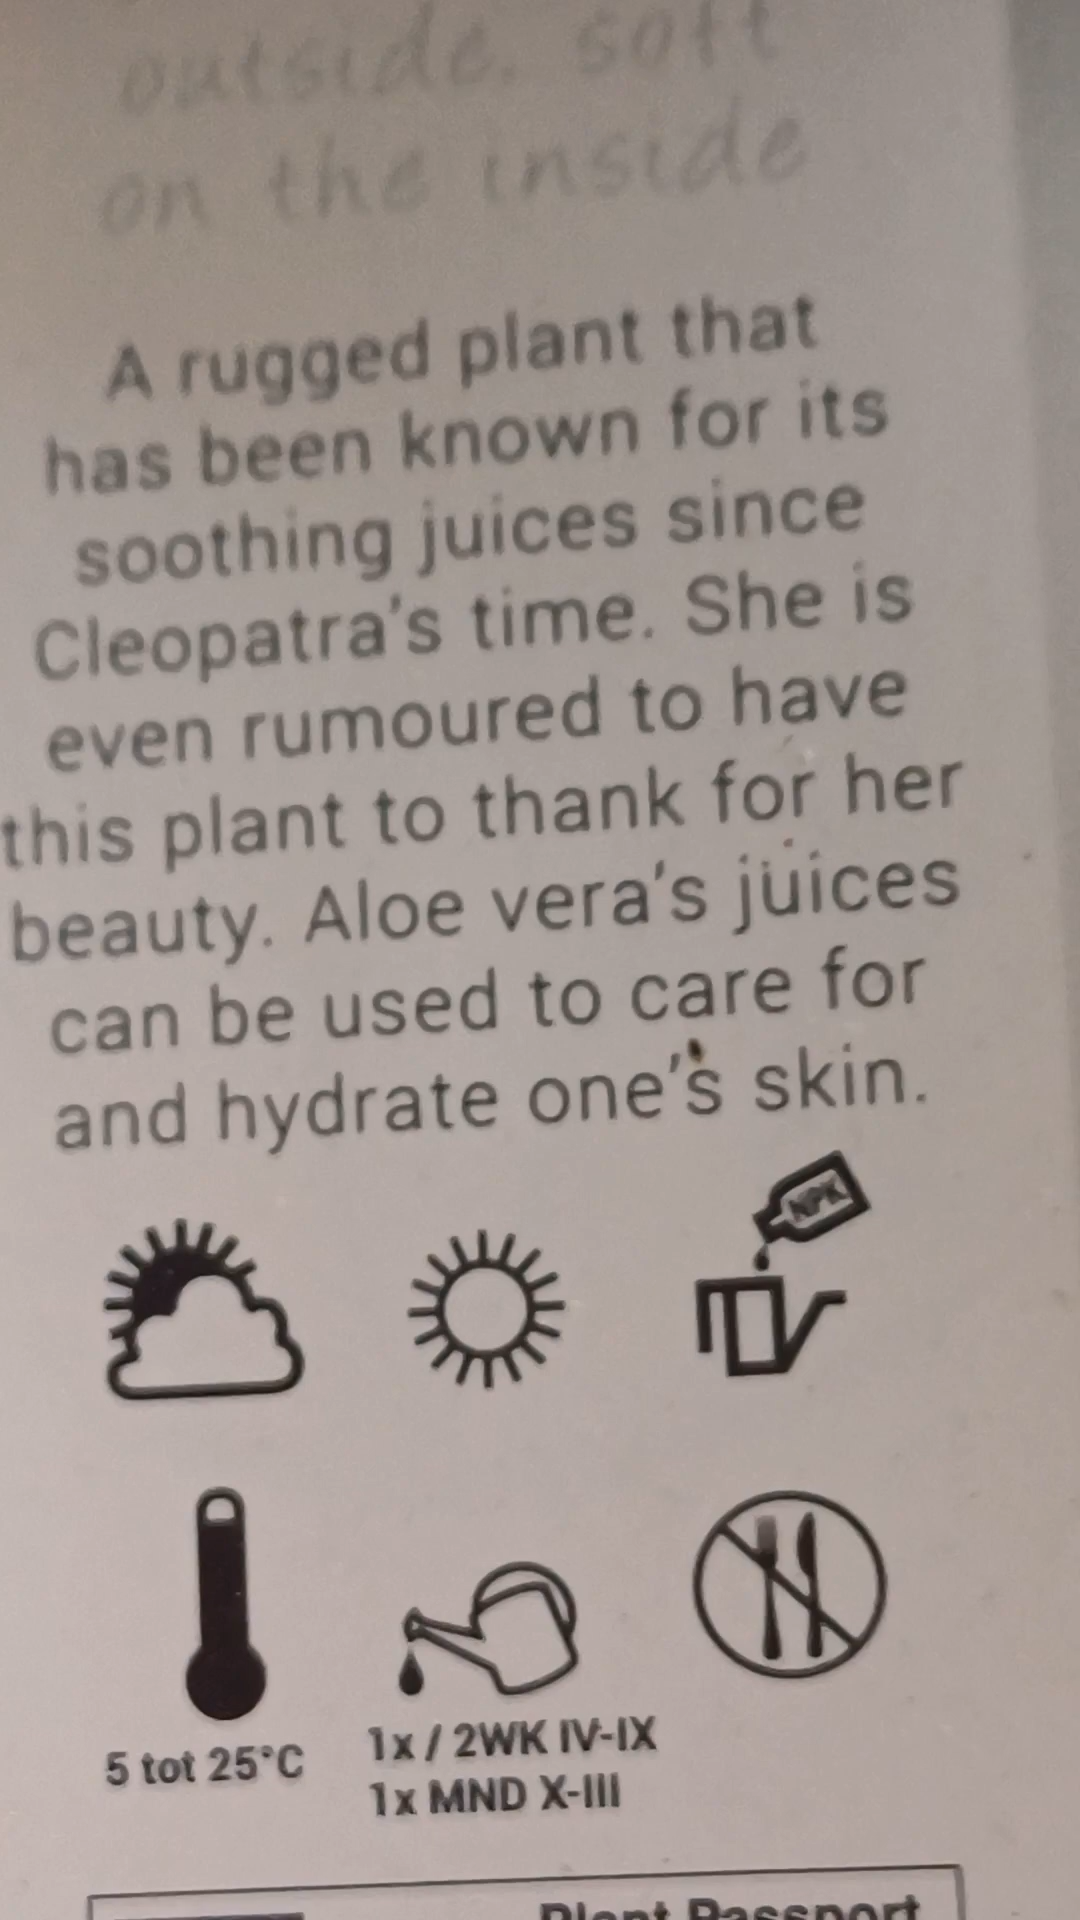 outside. soft
on the inside
A rugged plant that
has been known for its
soothing juices since
Cleopatra's time. She is
even rumoured to have
this plant to thank for her
beauty. Aloe vera's juices
can be used to care for
and hydrate one's skin.
NPK
5 tot 25°C
1x / 2WK IV-IX
1x MND X-III
Plant Passport